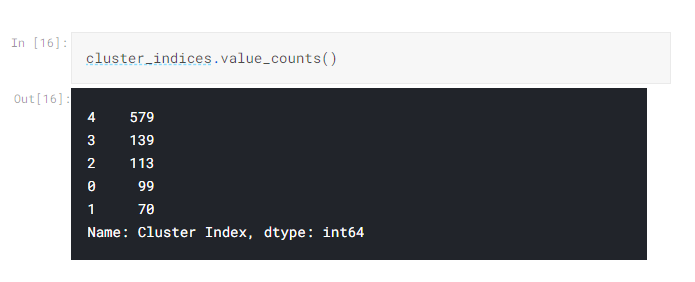 In [16]:
cluster_indices.value_counts()
Out[16]:
4    579
3    139
2    113
0     99
1     70
Name: Cluster Index, dtype: int64